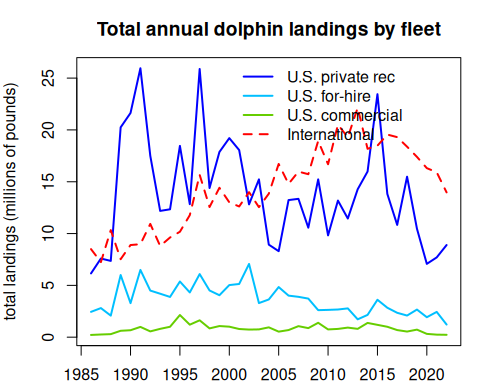 Total annual dolphin landings by fleet
total landings (millions of pounds)
25
20
15
10
5
0
U.S. private rec
U.S. for-hire
U.S. commercial
International
1985 1990 1995 2000 2005 2010 2015 2020